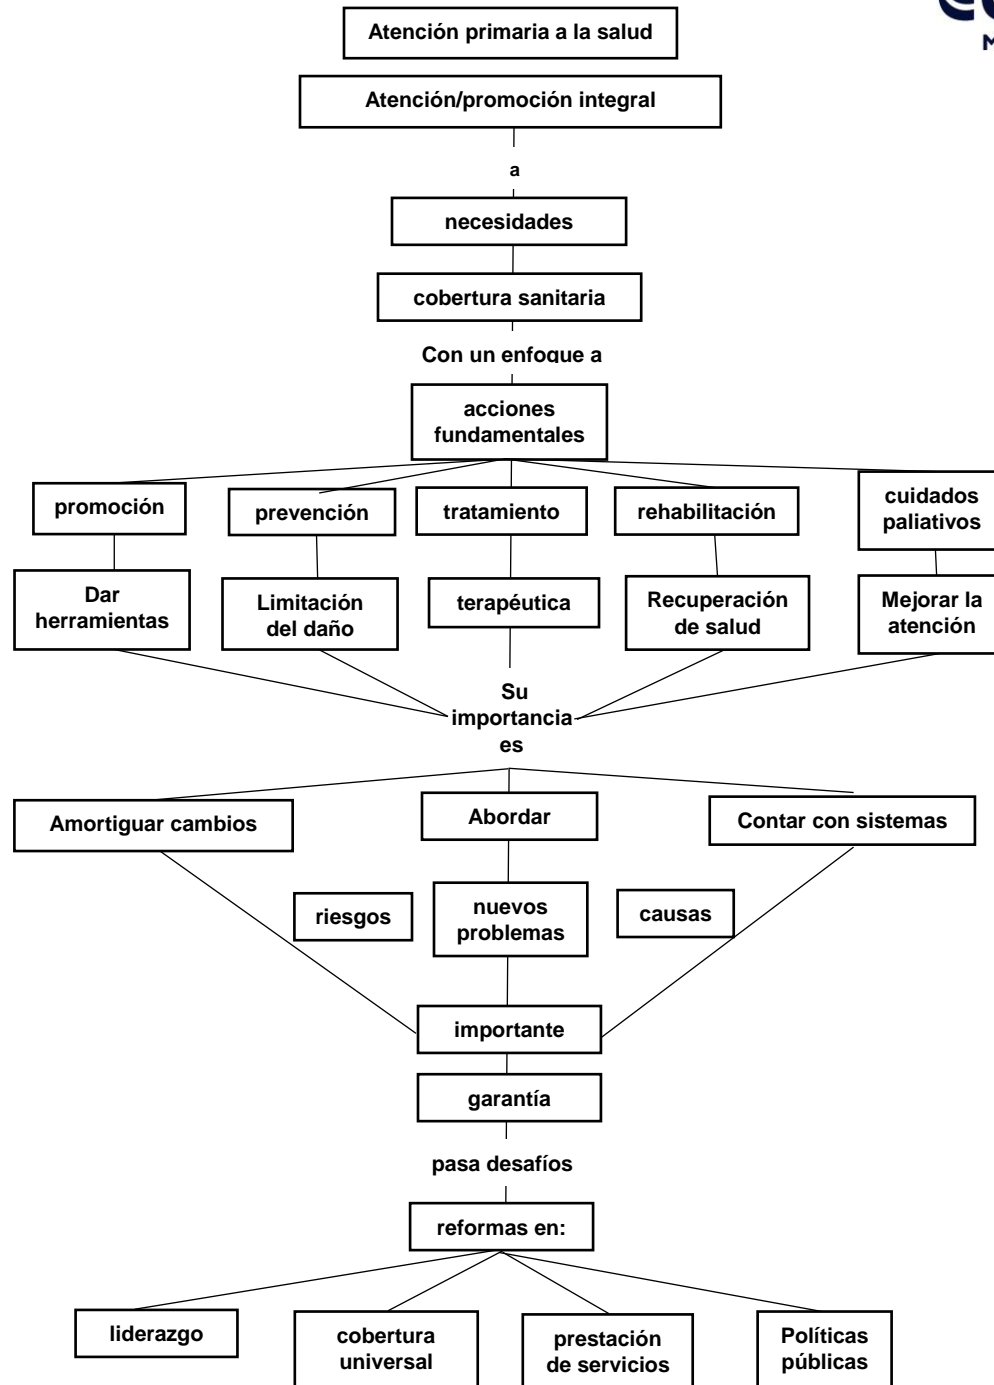 Atención primaria a la salud
Atención/promoción integral
a
necesidades
cobertura sanitaria
Con un enfoque a
acciones
fundamentales
promoción
prevención
tratamiento
rehabilitación
cuidados
paliativos
Dar
herramientas
Limitación
del daño
terapéutica
Recuperación
de salud
Mejorar la
atención
Su
importancia
es
Amortiguar cambios
Abordar
Contar con sistemas
riesgos
nuevos
problemas
causas
importante
garantía
pasa desafíos
reformas en:
liderazgo
cobertura
universal
prestación
de servicios
Políticas
públicas